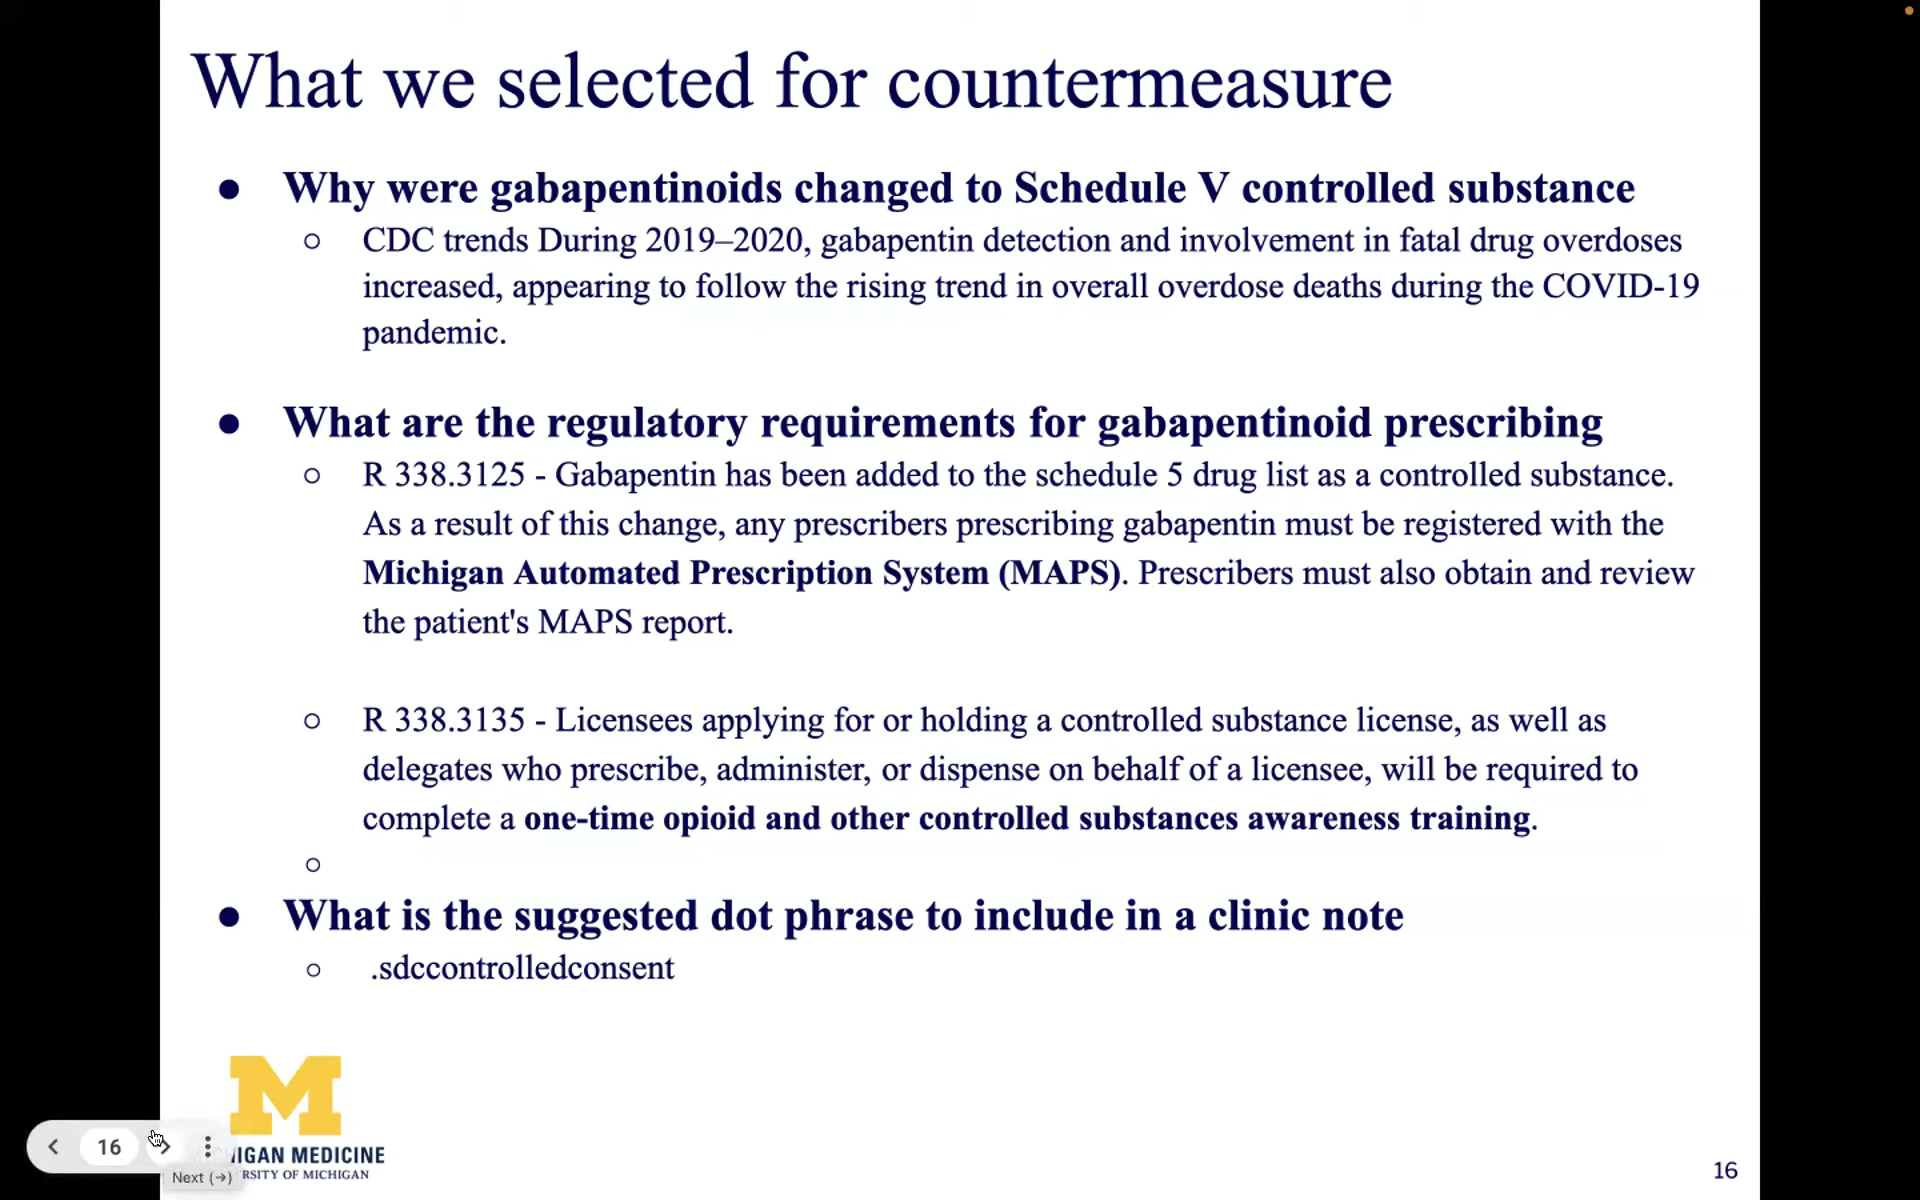 What we selected for countermeasure
● Why were gabapentinoids changed to Schedule V controlled substance
○ CDC trends During 2019–2020, gabapentin detection and involvement in fatal drug overdoses
increased, appearing to follow the rising trend in overall overdose deaths during the COVID-19
pandemic.
● What are the regulatory requirements for gabapentinoid prescribing
○ R 338.3125 - Gabapentin has been added to the schedule 5 drug list as a controlled substance.
As a result of this change, any prescribers prescribing gabapentin must be registered with the
Michigan Automated Prescription System (MAPS). Prescribers must also obtain and review
the patient's MAPS report.
○ R 338.3135 - Licensees applying for or holding a controlled substance license, as well as
delegates who prescribe, administer, or dispense on behalf of a licensee, will be required to
complete a one-time opioid and other controlled substances awareness training.
○
● What is the suggested dot phrase to include in a clinic note
○ .sdccontrolledconsent
M
16
HIGAN MEDICINE
Next (→)
RSITY OF MICHIGAN
16